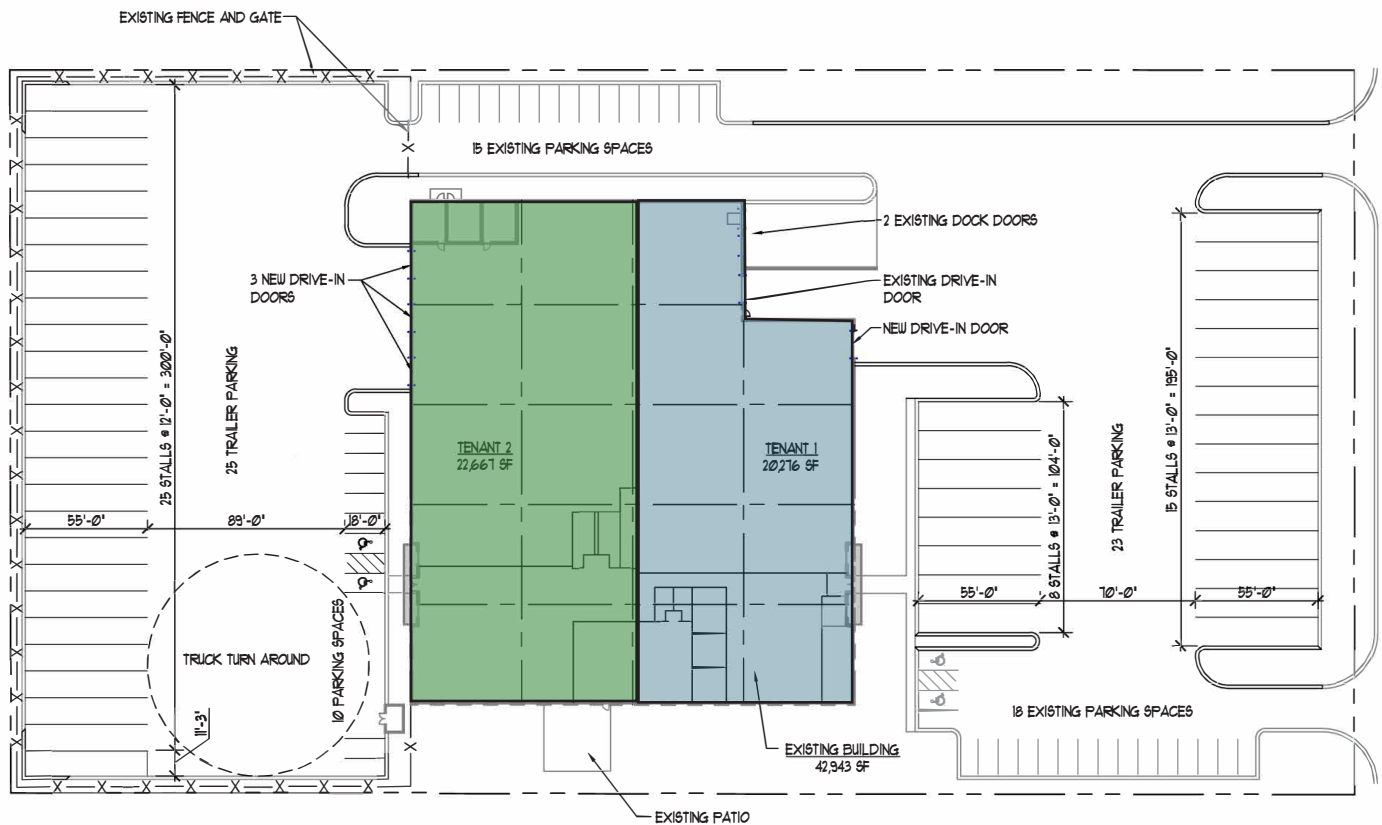 EXISTING FENCE AND GATE
15 EXISTING PARKING SPACES
2 EXISTING DOCK DOORS
3 NEW DRIVE-IN
DOORS
EXISTING DRIVE-IN
DOOR
NEW DRIVE-IN DOOR
25 STALLS @ 12'-0" = 300'-0"
25 TRAILER PARKING
TENANT 2
22,667 SF
TENANT 1
20,276 SF
8 STALLS @ 13'-0" = 104'-0"
23 TRAILER PARKING
15 STALLS @ 13'-0" = 195'-0"
55'-0"
89'-0"
18'-0"
55'-0"
70'-0"
55'-0"
TRUCK TURN AROUND
10 PARKING SPACES
11'-3"
18 EXISTING PARKING SPACES
EXISTING BUILDING
42,943 SF
EXISTING PATIO